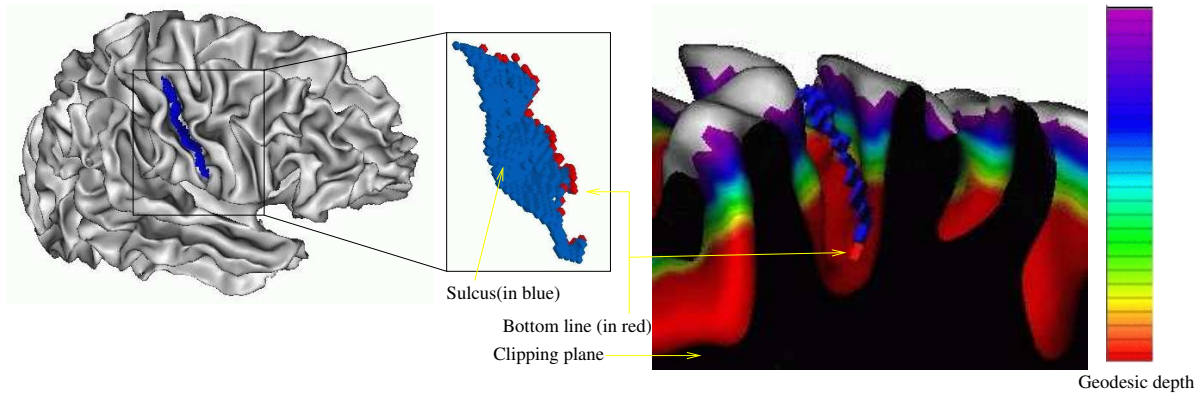 Sulcus(in blue)
Bottom line (in red)
Clipping plane
Geodesic depth